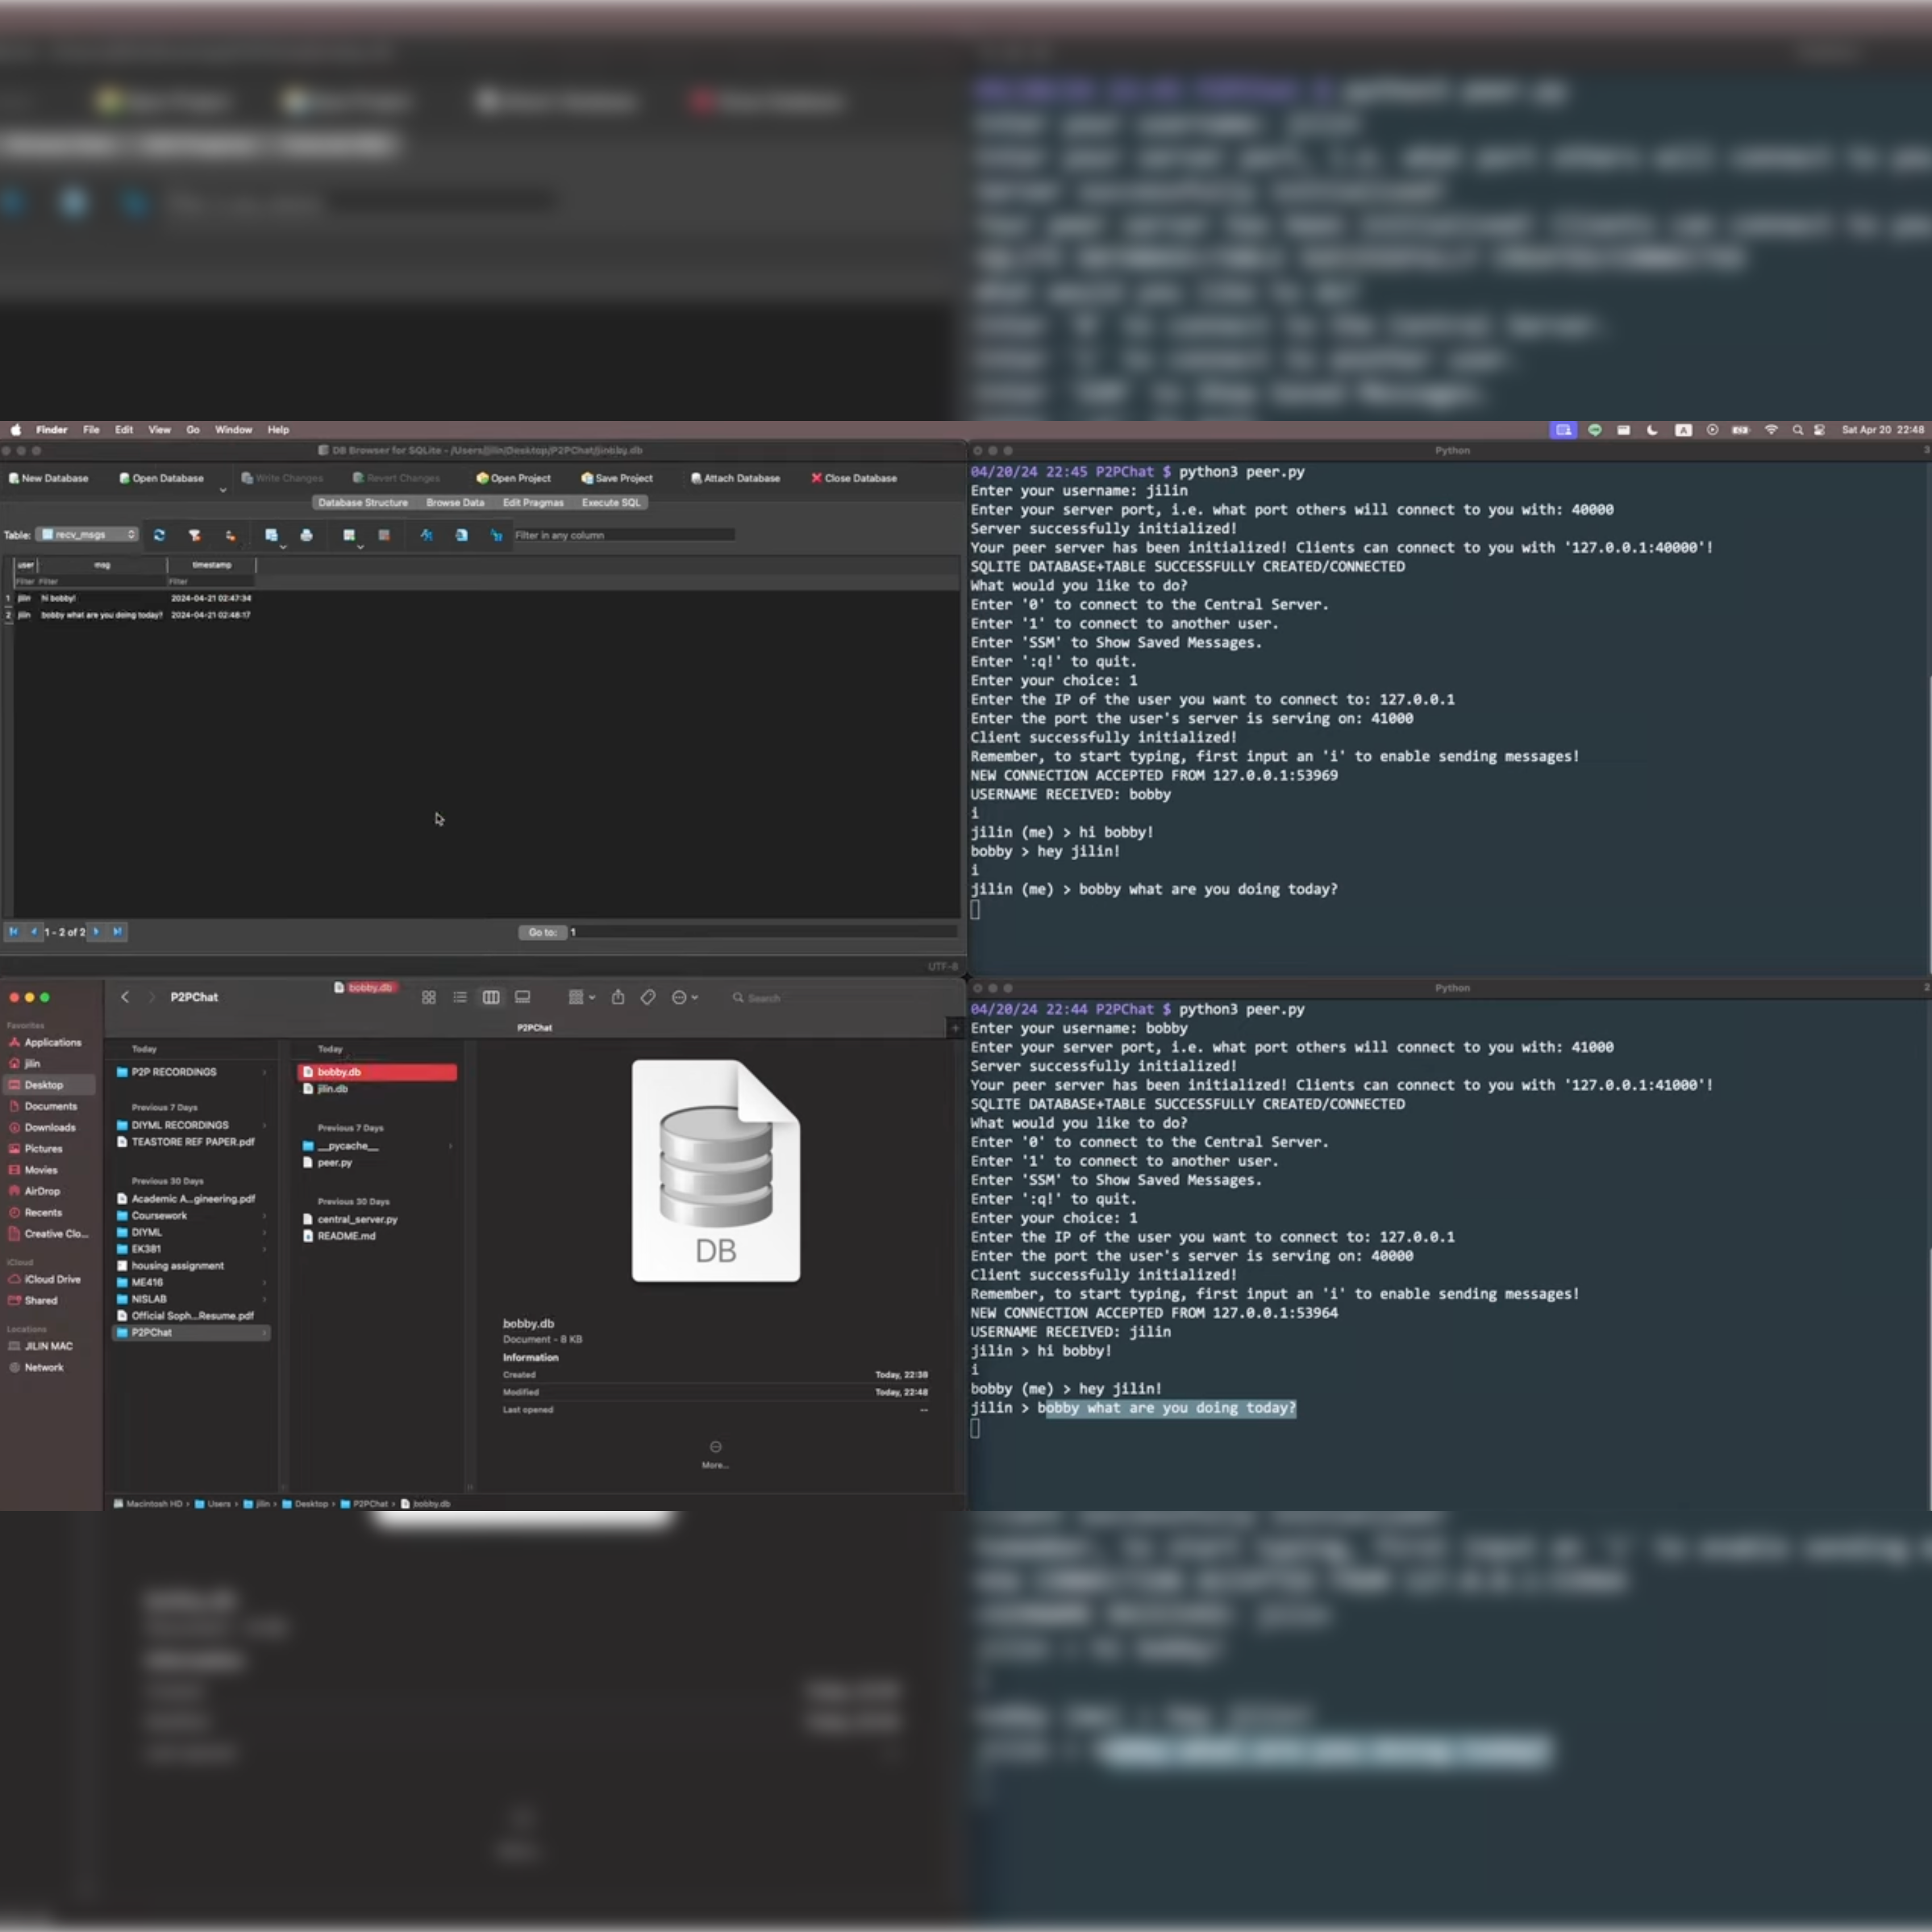 Finder File Edit View Go Window Help
Sat Apr 20 22:48
DB Browser for SQLite -
New Database Open Database Write Changes Revert Changes Open Project Save Project Attach Database Close Database
Database Structure Browse Data Edit Pragmas Execute SQL
Table: recv_msgs Filter in any column
user msg timestamp
Filter Filter Filter
1 jilin hi bobby! 2024-04-21 02:47:34
2 jilin bobby what are you doing today? 2024-04-21 02:48:17
1 - 2 of 2 Go to: 1
UTF-8
Python 3
04/20/24 22:45 P2PChat $ python3 peer.py
Enter your username: jilin
Enter your server port, i.e. what port others will connect to you with: 40000
Server successfully initialized!
Your peer server has been initialized! Clients can connect to you with '127.0.0.1:40000'!
SQLITE DATABASE+TABLE SUCCESSFULLY CREATED/CONNECTED
What would you like to do?
Enter '0' to connect to the Central Server.
Enter '1' to connect to another user.
Enter 'SSM' to Show Saved Messages.
Enter ':q!' to quit.
Enter your choice: 1
Enter the IP of the user you want to connect to: 127.0.0.1
Enter the port the user's server is serving on: 41000
Client successfully initialized!
Remember, to start typing, first input an 'i' to enable sending messages!
NEW CONNECTION ACCEPTED FROM 127.0.0.1:53969
USERNAME RECEIVED: bobby
i
jilin (me) > hi bobby!
bobby > hey jilin!
i
jilin (me) > bobby what are you doing today?
P2PChat
bobby.db
Search
P2PChat
Favorites
Applications
jilin
Desktop
Documents
Downloads
Pictures
Movies
AirDrop
Recents
Creative Clo...
iCloud
iCloud Drive
Shared
Locations
JILIN MAC
Network
Today
P2P RECORDINGS
Previous 7 Days
DIYML RECORDINGS
TEASTORE REF PAPER.pdf
Previous 30 Days
Academic A...gineering.pdf
Coursework
DIYML
EK381
housing assignment
ME416
NISLAB
Official Soph...Resume.pdf
P2PChat
Today
bobby.db
jilin.db
Previous 7 Days
__pycache__
peer.py
Previous 30 Days
central_server.py
README.md
DB
bobby.db
Document - 8 KB
Information
Created Today, 22:38
Modified Today, 22:48
Last opened --
More...
Macintosh HD › Users › jilin › Desktop › P2PChat › bobby.db
Python 2
04/20/24 22:44 P2PChat $ python3 peer.py
Enter your username: bobby
Enter your server port, i.e. what port others will connect to you with: 41000
Server successfully initialized!
Your peer server has been initialized! Clients can connect to you with '127.0.0.1:41000'!
SQLITE DATABASE+TABLE SUCCESSFULLY CREATED/CONNECTED
What would you like to do?
Enter '0' to connect to the Central Server.
Enter '1' to connect to another user.
Enter 'SSM' to Show Saved Messages.
Enter ':q!' to quit.
Enter your choice: 1
Enter the IP of the user you want to connect to: 127.0.0.1
Enter the port the user's server is serving on: 40000
Client successfully initialized!
Remember, to start typing, first input an 'i' to enable sending messages!
NEW CONNECTION ACCEPTED FROM 127.0.0.1:53964
USERNAME RECEIVED: jilin
jilin > hi bobby!
i
bobby (me) > hey jilin!
jilin > bobby what are you doing today?